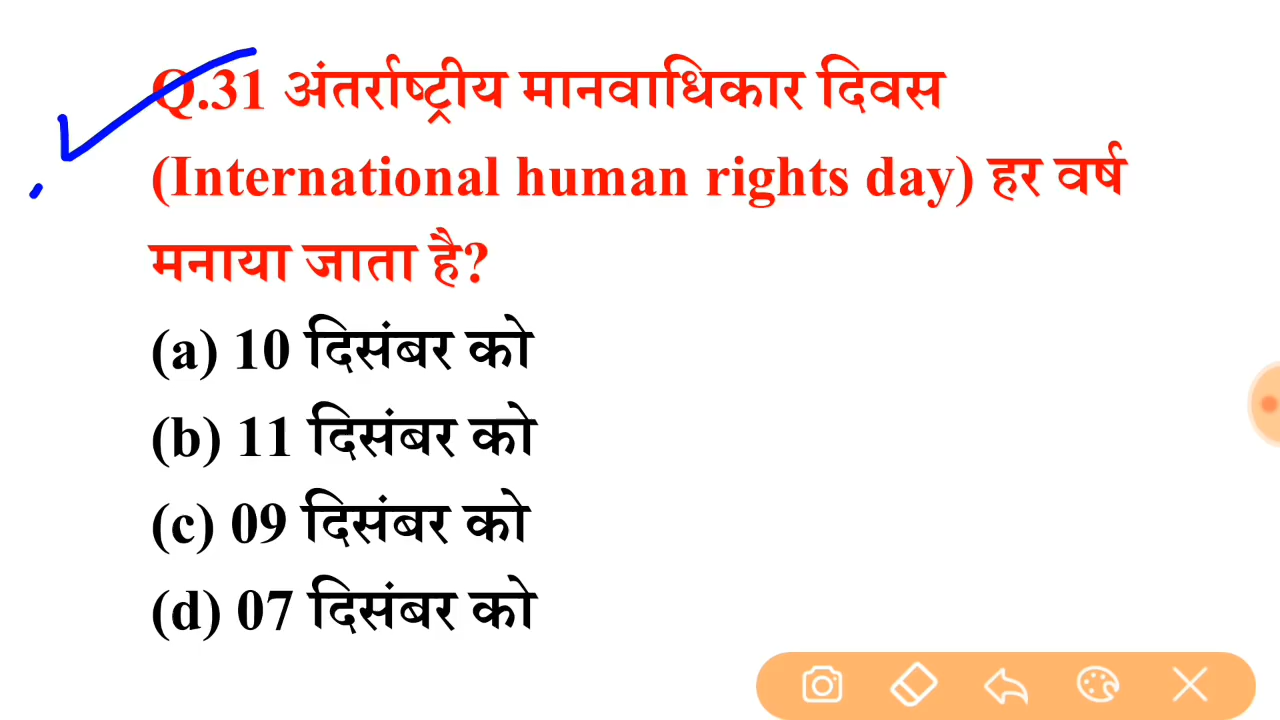 Q.31 अंतर्राष्ट्रीय मानवाधिकार दिवस
(International human rights day) हर वर्ष
मनाया जाता है?
(a) 10 दिसंबर को
(b) 11 दिसंबर को
(c) 09 दिसंबर को
(d) 07 दिसंबर को